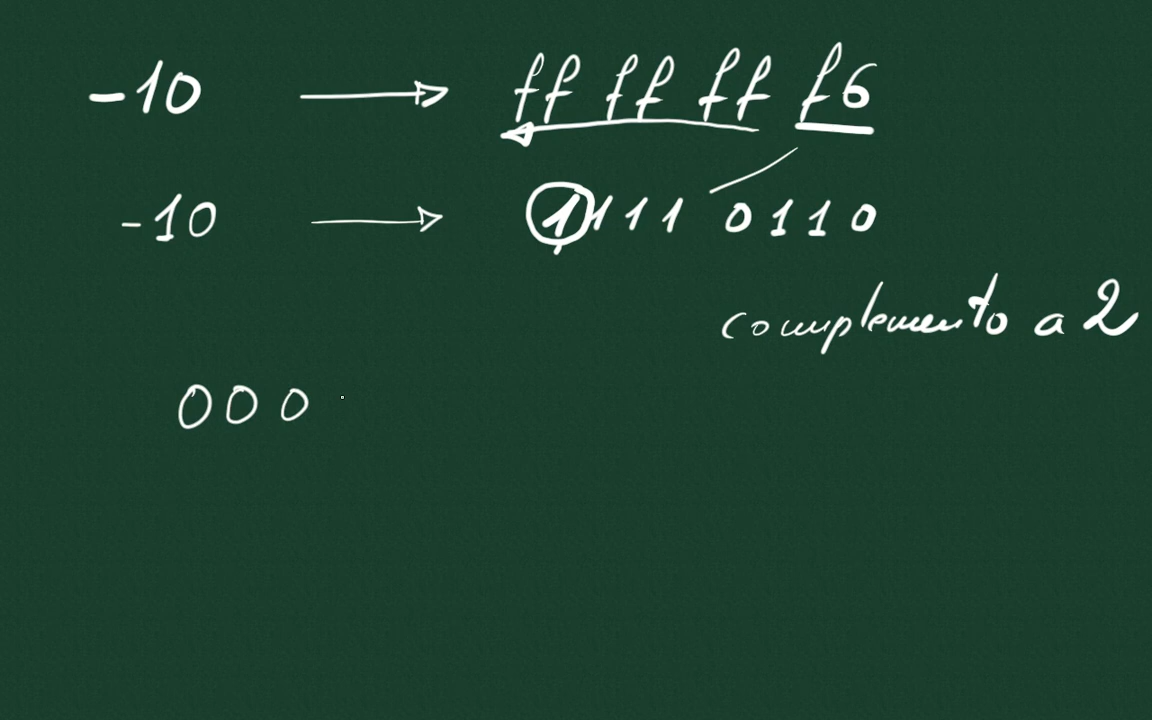 -10 → ff ff ff f6
-10 → 1111 0110
complemento a 2
000